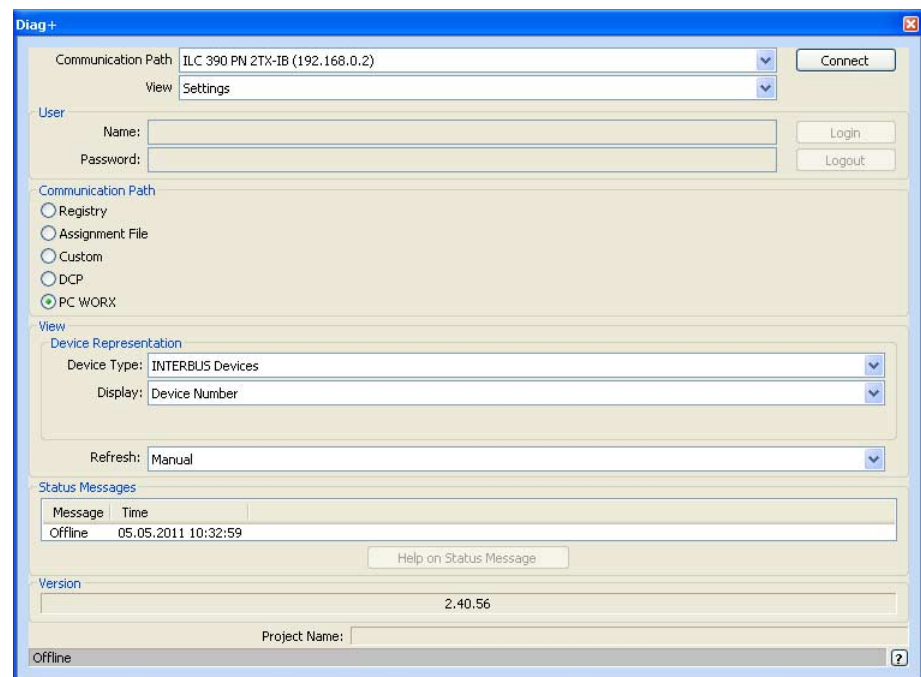 Diag+
Communication Path ILC 390 PN 2TX-IB (192.168.0.2) Connect
View Settings
User
Name: Login
Password: Logout
Communication Path
Registry
Assignment File
Custom
DCP
PC WORX
View
Device Representation
Device Type: INTERBUS Devices
Display: Device Number
Refresh: Manual
Status Messages
Message Time
Offline 05.05.2011 10:32:59
Help on Status Message
Version
2.40.56
Project Name:
Offline ?